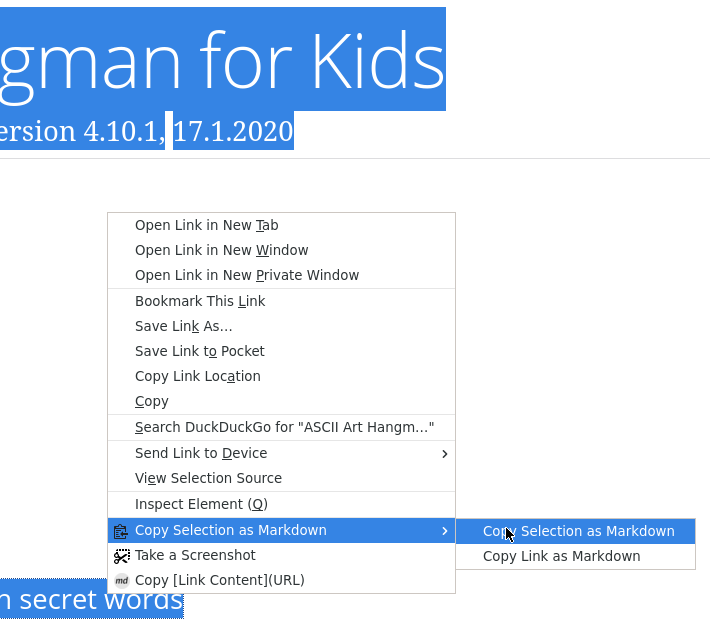 gman for Kids
ersion 4.10.1, 17.1.2020
Open Link in New Tab
Open Link in New Window
Open Link in New Private Window
Bookmark This Link
Save Link As…
Save Link to Pocket
Copy Link Location
Copy
Search DuckDuckGo for "ASCII Art Hangm…"
Send Link to Device
View Selection Source
Inspect Element (Q)
Copy Selection as Markdown
Copy Selection as Markdown
Take a Screenshot
Copy Link as Markdown
md Copy [Link Content](URL)
n secret words